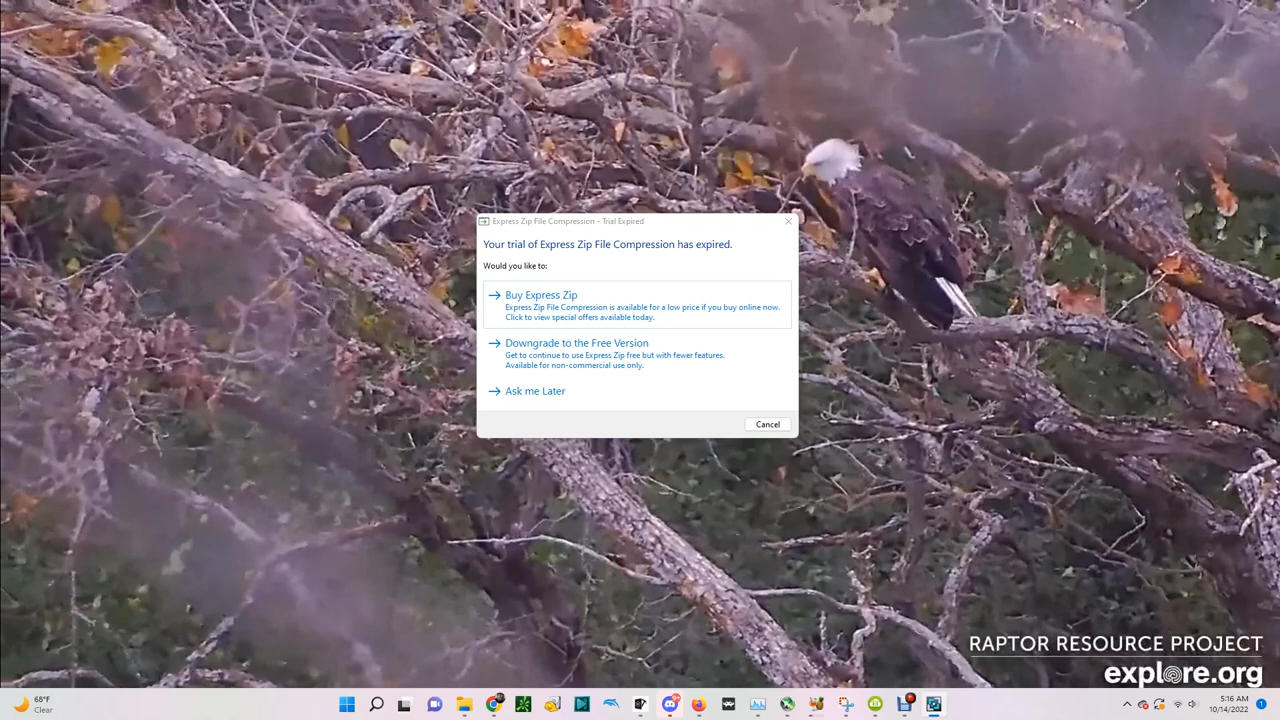 Express Zip File Compression - Trial Expired
Your trial of Express Zip File Compression has expired.
Would you like to:
Buy Express Zip
Express Zip File Compression is available for a low price if you buy online now.
Click to view special offers available today.
Downgrade to the Free Version
Get to continue to use Express Zip free but with fewer features.
Available for non-commercial use only.
Ask me Later
Cancel
RAPTOR RESOURCE PROJECT
explore.org
68°F
Clear
5:16 AM
10/14/2022